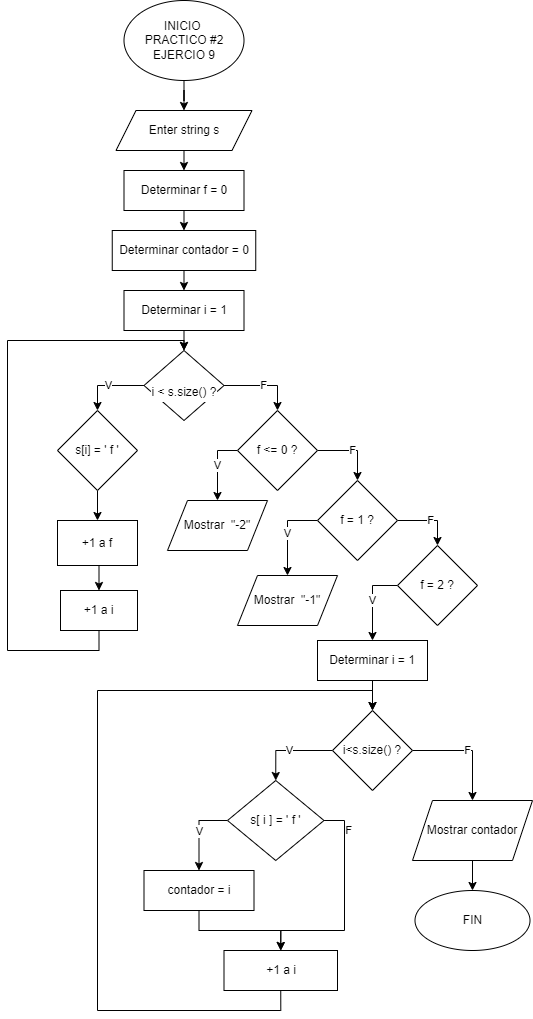 INICIO
PRACTICO #2
EJERCIO 9
Enter string s
Determinar f = 0
Determinar contador = 0
Determinar i = 1
i < s.size() ?
V
F
s[i] = ' f '
f <= 0 ?
V
F
Mostrar "-2"
f = 1 ?
+1 a f
V
F
Mostrar "-1"
f = 2 ?
+1 a i
V
Determinar i = 1
i<s.size() ?
V
F
s[ i ] = ' f '
Mostrar contador
V
F
contador = i
FIN
+1 a i